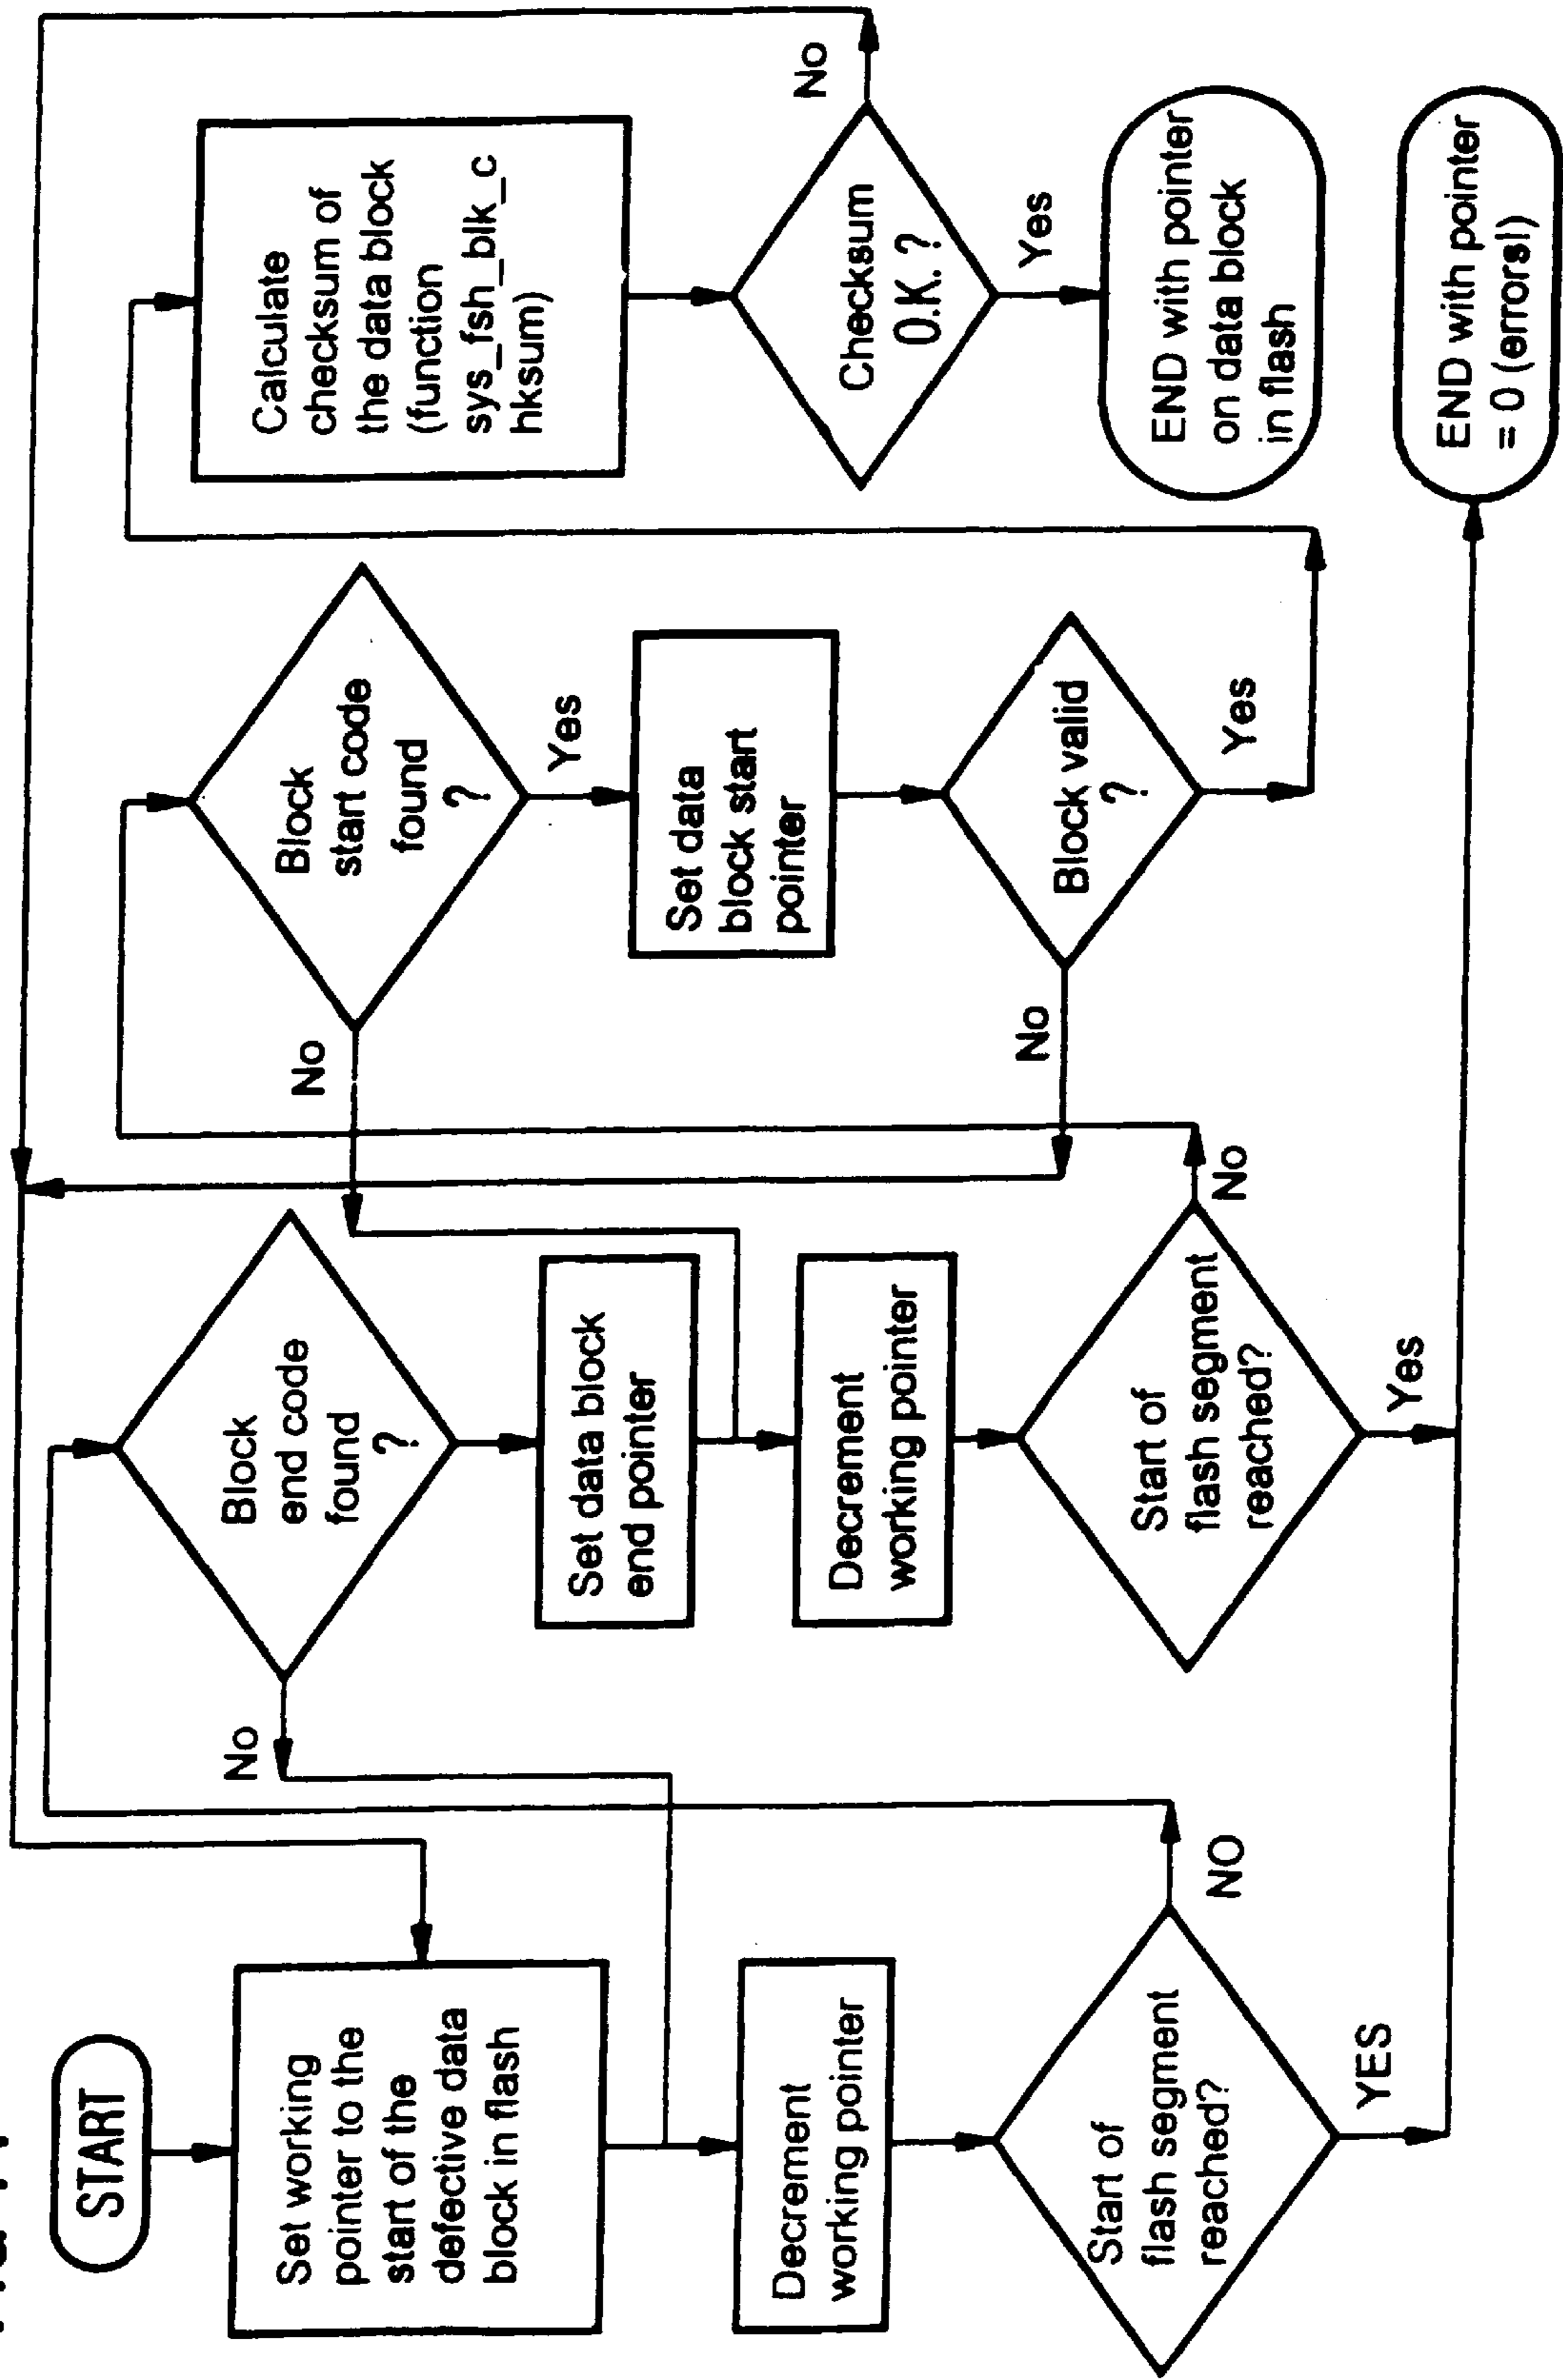 START
Set working
pointer to the
start of the
defective data
block in flash
Decrement
working pointer
Start of
flash segment
reached?
NO
YES
Block
end code
found
?
No
Set data block
end pointer
Decrement
working pointer
Start of
flash segment
reached?
No
Yes
Block
start code
found
?
No
Yes
Set data
block start
pointer
Block valid
?
No
Yes
Calculate
checksum of
the data block
(function
sys_fsh_blk_c
hksum)
Checksum
O.K. ?
No
Yes
END with pointer
on data block
in flash
END with pointer
= 0 (errors!)